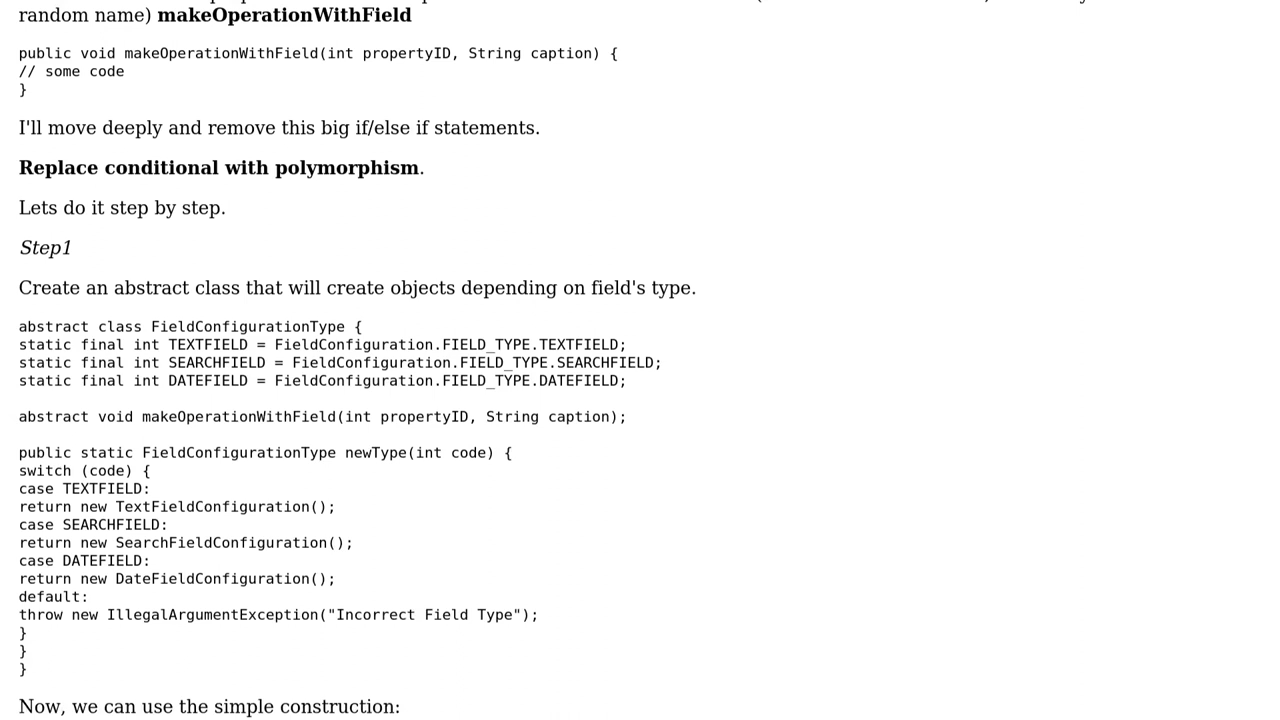 random name) makeOperationWithField
public void makeOperationWithField(int propertyID, String caption) {
// some code
}
I'll move deeply and remove this big if/else if statements.
Replace conditional with polymorphism.
Lets do it step by step.
Step1
Create an abstract class that will create objects depending on field's type.
abstract class FieldConfigurationType {
static final int TEXTFIELD = FieldConfiguration.FIELD_TYPE.TEXTFIELD;
static final int SEARCHFIELD = FieldConfiguration.FIELD_TYPE.SEARCHFIELD;
static final int DATEFIELD = FieldConfiguration.FIELD_TYPE.DATEFIELD;
abstract void makeOperationWithField(int propertyID, String caption);
public static FieldConfigurationType newType(int code) {
switch (code) {
case TEXTFIELD:
return new TextFieldConfiguration();
case SEARCHFIELD:
return new SearchFieldConfiguration();
case DATEFIELD:
return new DateFieldConfiguration();
default:
throw new IllegalArgumentException("Incorrect Field Type");
}
}
}
Now, we can use the simple construction: